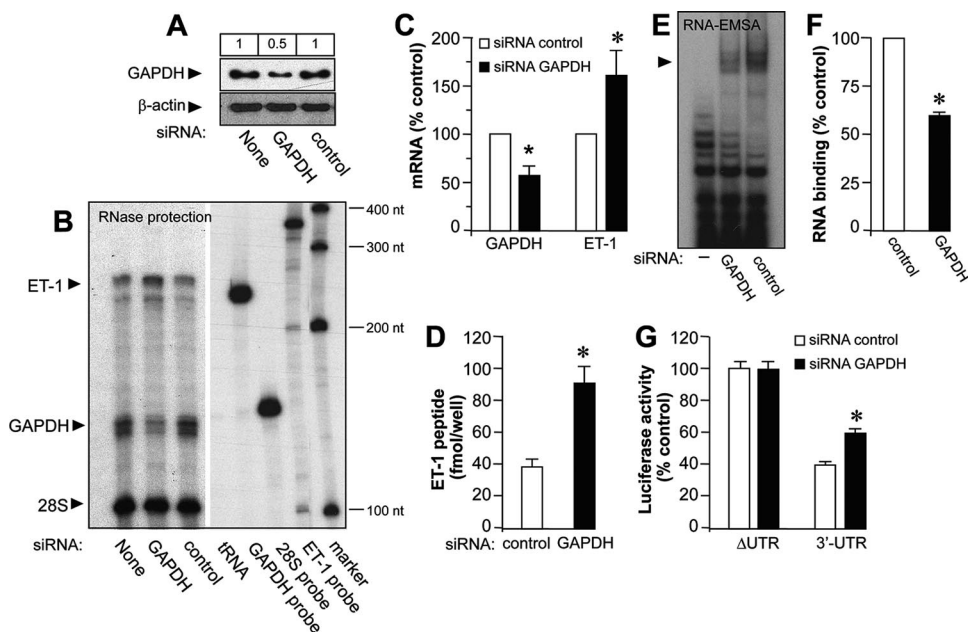 A
1 0.5 1
GAPDH
β-actin
siRNA:
None GAPDH control
B
RNase protection
ET-1
GAPDH
28S
400 nt
300 nt
200 nt
100 nt
siRNA:
None GAPDH control tRNA GAPDH probe 28S probe ET-1 probe marker
C
siRNA control
siRNA GAPDH
mRNA (% control)
200
150
100
50
0
* *
GAPDH ET-1
D
ET-1 peptide
(fmol/well)
120
100
80
60
40
20
0
*
siRNA: control GAPDH
E
RNA-EMSA
siRNA: – GAPDH control
F
RNA binding (% control)
100
75
50
25
0
*
control GAPDH
G
siRNA control
siRNA GAPDH
Luciferase activity
(% control)
120
100
80
60
40
20
0
*
ΔUTR 3'-UTR